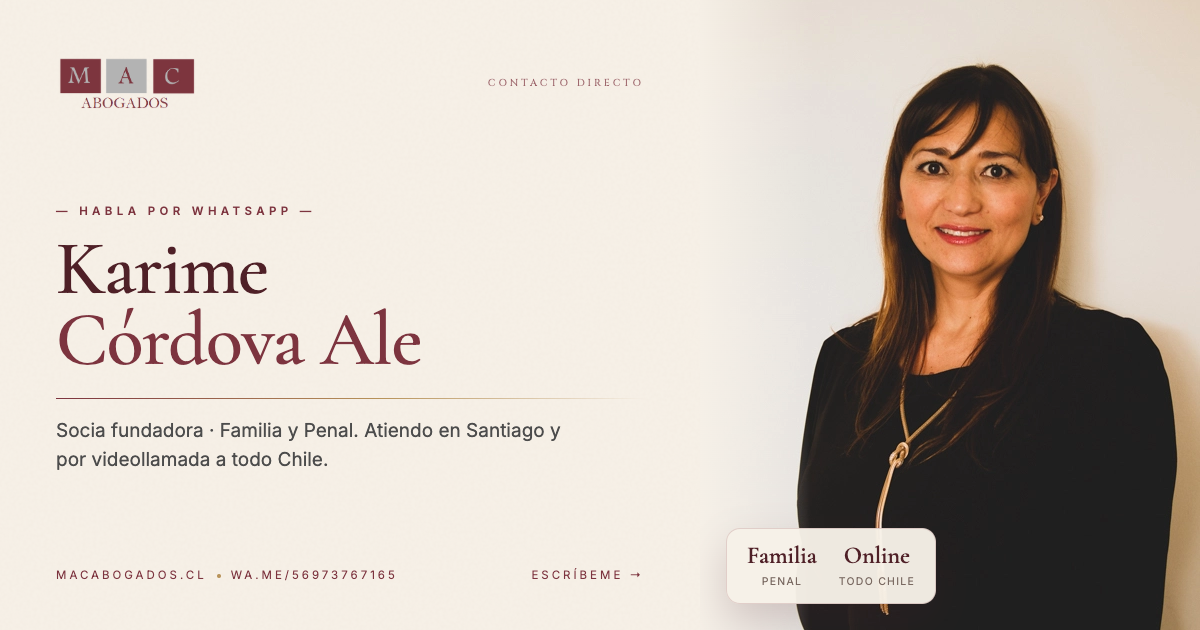 M A C
ABOGADOS
CONTACTO DIRECTO
— HABLA POR WHATSAPP —
Karime
Córdova Ale
Socia fundadora · Familia y Penal. Atiendo en Santiago y
por videollamada a todo Chile.
MACABOGADOS.CL • WA.ME/56973767165
ESCRÍBEME →
Familia Online
PENAL TODO CHILE